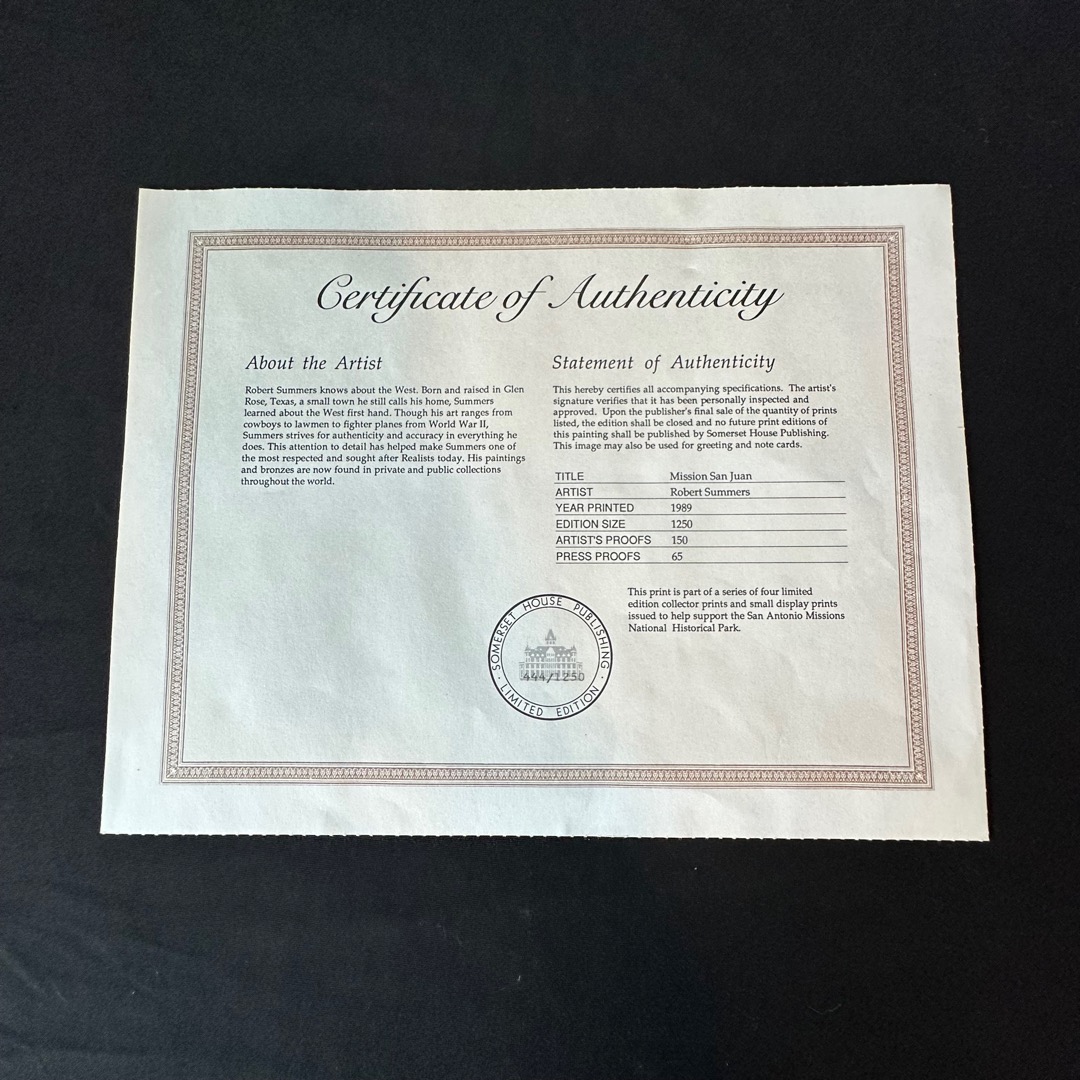 Certificate of Authenticity
About the Artist
Robert Summers knows about the West. Born and raised in Glen
Rose, Texas, a small town he still calls his home, Summers
learned about the West first hand. Though his art ranges from
cowboys to lawmen to fighter planes from World War II,
Summers strives for authenticity and accuracy in everything he
does. This attention to detail has helped make Summers one of
the most respected and sought after Realists today. His paintings
and bronzes are now found in private and public collections
throughout the world.
Statement of Authenticity
This hereby certifies all accompanying specifications. The artist's
signature verifies that it has been personally inspected and
approved. Upon the publisher's final sale of the quantity of prints
listed, the edition shall be closed and no future print editions of
this painting shall be published by Somerset House Publishing.
This image may also be used for greeting and note cards.
TITLE Mission San Juan
ARTIST Robert Summers
YEAR PRINTED 1989
EDITION SIZE 1250
ARTIST'S PROOFS 150
PRESS PROOFS 65
This print is part of a series of four limited
edition collector prints and small display prints
issued to help support the San Antonio Missions
National Historical Park.
SOMERSET HOUSE PUBLISHING
444/1250
LIMITED EDITION